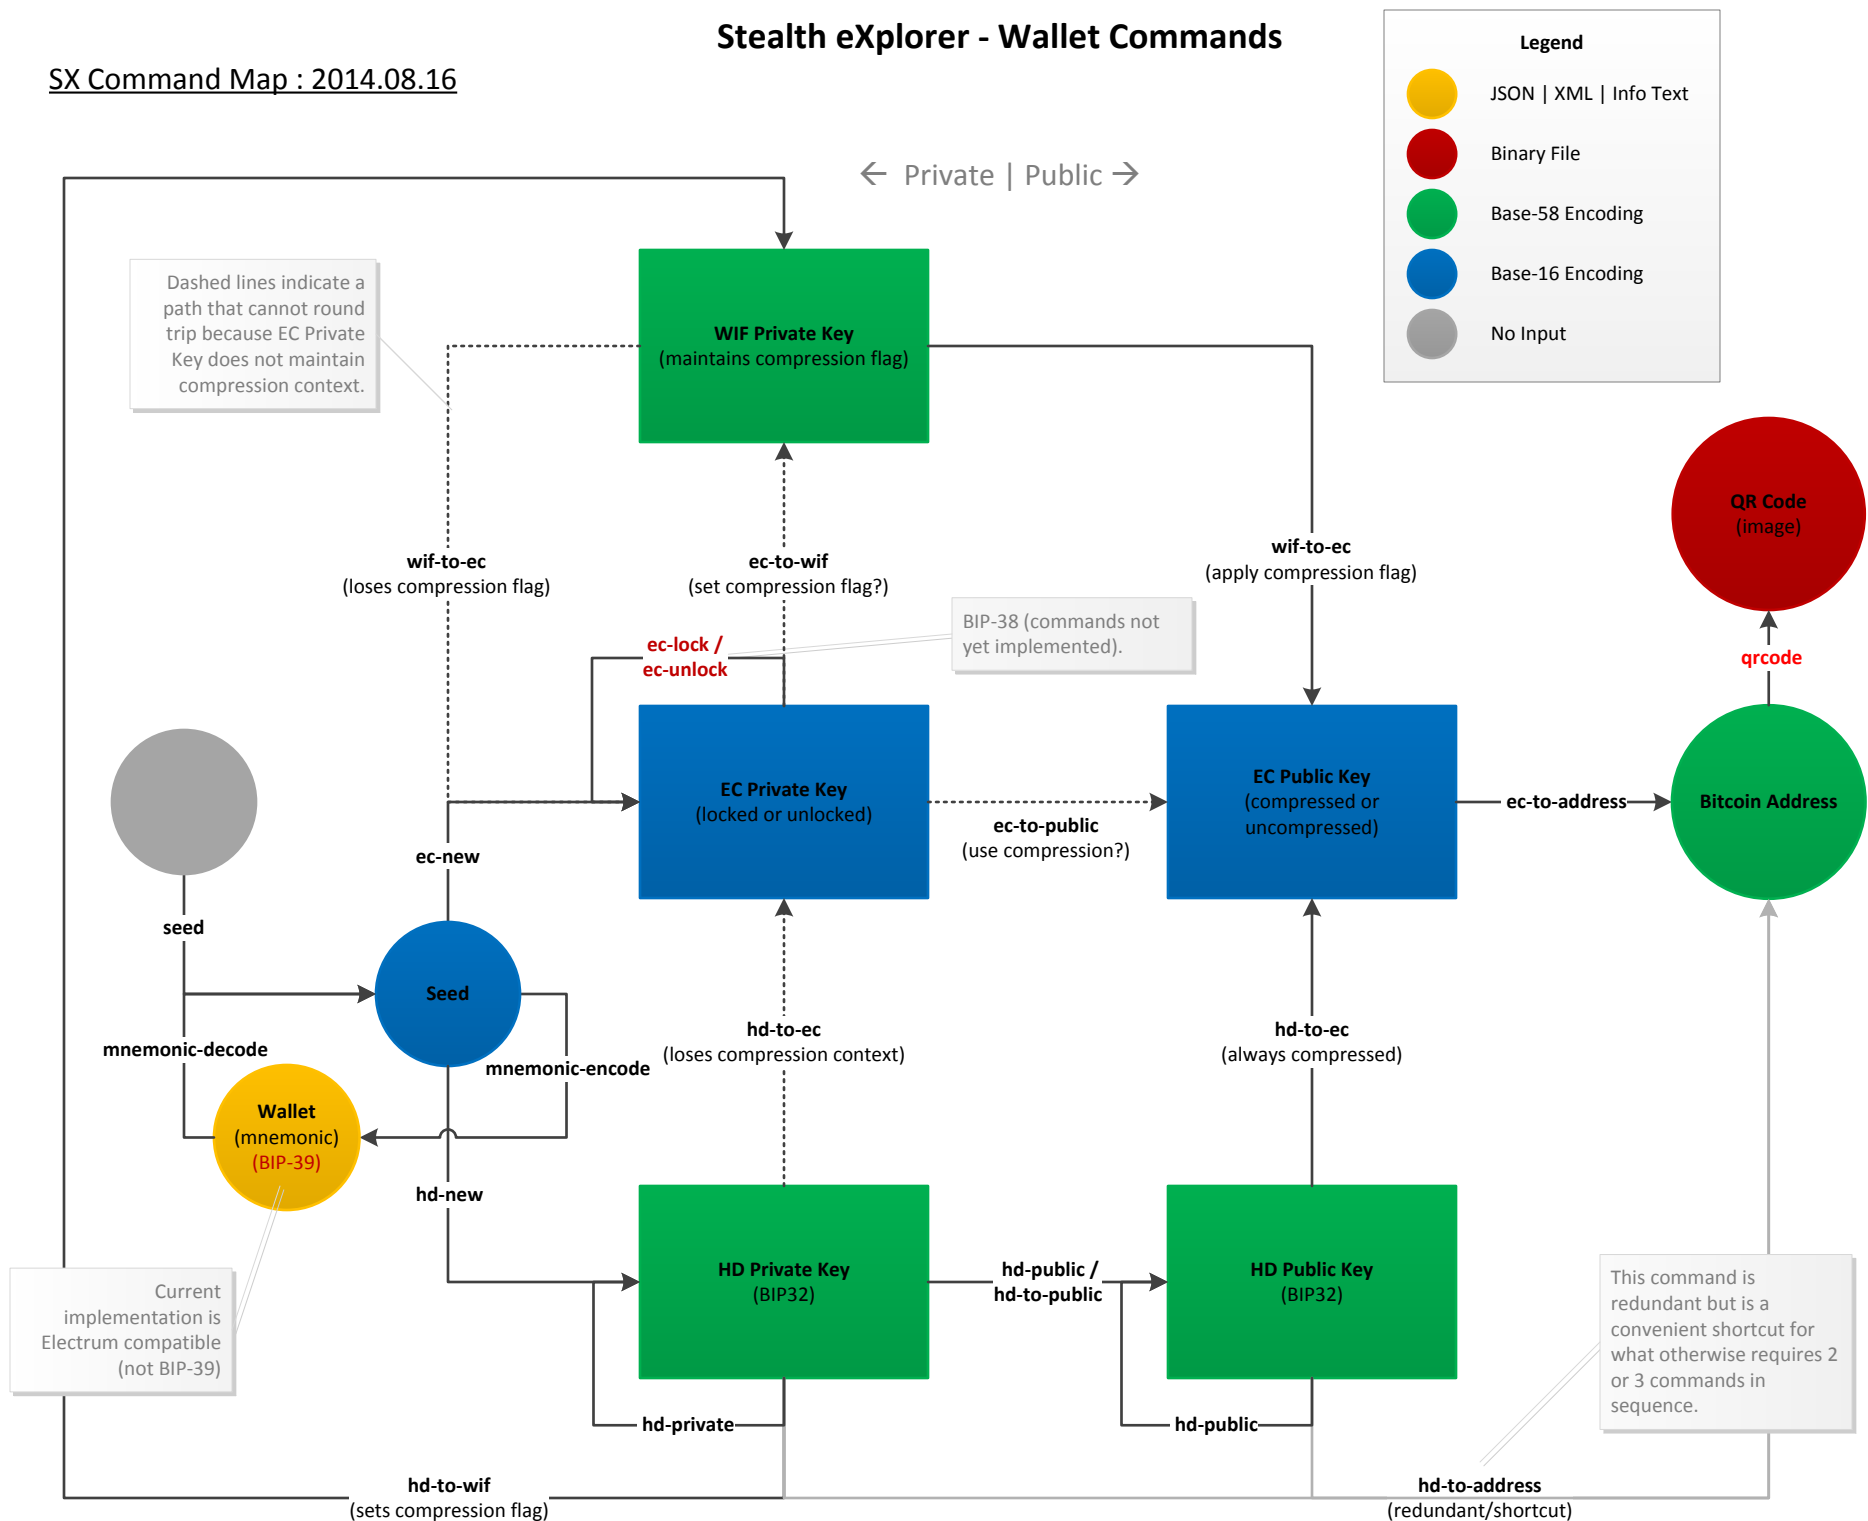 Stealth eXplorer - Wallet Commands
SX Command Map : 2014.08.16
Legend
JSON | XML | Info Text
Binary File
Base-58 Encoding
Base-16 Encoding
No Input
← Private | Public →
Dashed lines indicate a
path that cannot round
trip because EC Private
Key does not maintain
compression context.
WIF Private Key
(maintains compression flag)
QR Code
(image)
wif-to-ec
(loses compression flag)
ec-to-wif
(set compression flag?)
wif-to-ec
(apply compression flag)
BIP-38 (commands not
yet implemented).
ec-lock /
ec-unlock
qrcode
EC Private Key
(locked or unlocked)
EC Public Key
(compressed or
uncompressed)
ec-to-address
Bitcoin Address
ec-to-public
(use compression?)
ec-new
seed
Seed
mnemonic-decode
mnemonic-encode
hd-to-ec
(loses compression context)
hd-to-ec
(always compressed)
Wallet
(mnemonic)
(BIP-39)
hd-new
HD Private Key
(BIP32)
hd-public /
hd-to-public
HD Public Key
(BIP32)
Current
implementation is
Electrum compatible
(not BIP-39)
This command is
redundant but is a
convenient shortcut for
what otherwise requires 2
or 3 commands in
sequence.
hd-private
hd-public
hd-to-wif
(sets compression flag)
hd-to-address
(redundant/shortcut)